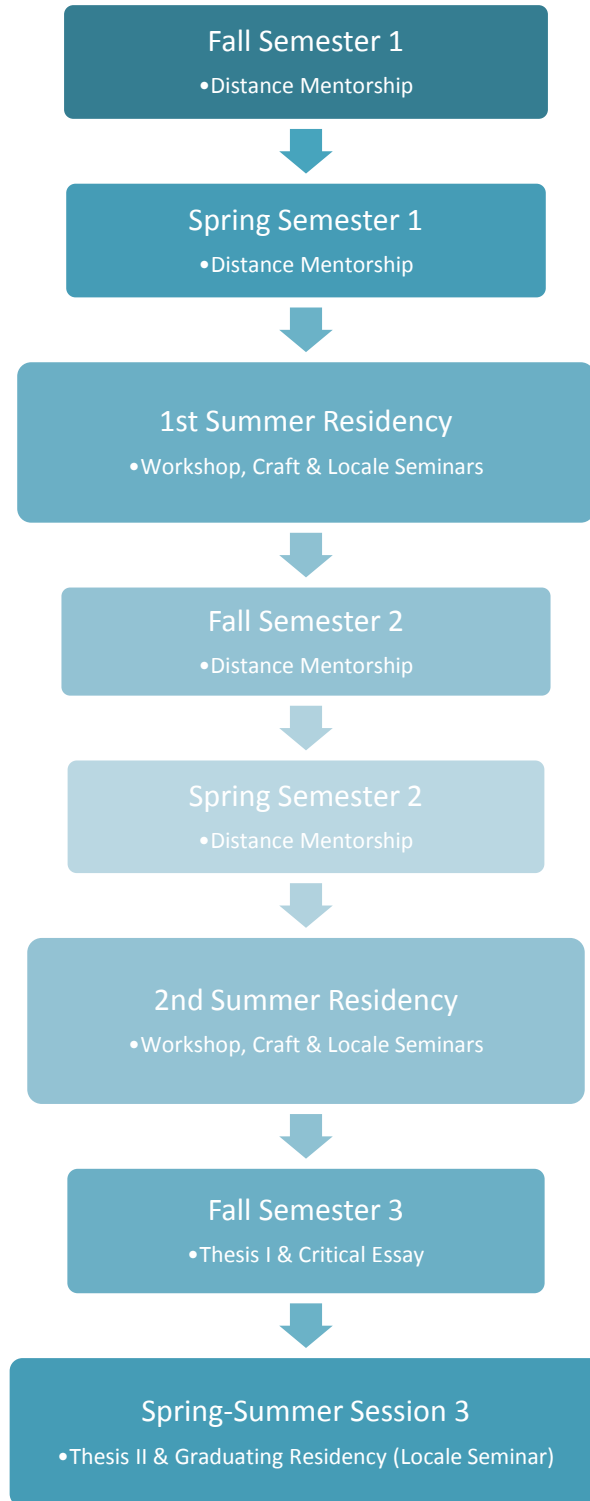 Fall Semester 1
•Distance Mentorship
Spring Semester 1
•Distance Mentorship
1st Summer Residency
•Workshop, Craft & Locale Seminars
Fall Semester 2
•Distance Mentorship
Spring Semester 2
•Distance Mentorship
2nd Summer Residency
•Workshop, Craft & Locale Seminars
Fall Semester 3
•Thesis I & Critical Essay
Spring-Summer Session 3
•Thesis II & Graduating Residency (Locale Seminar)